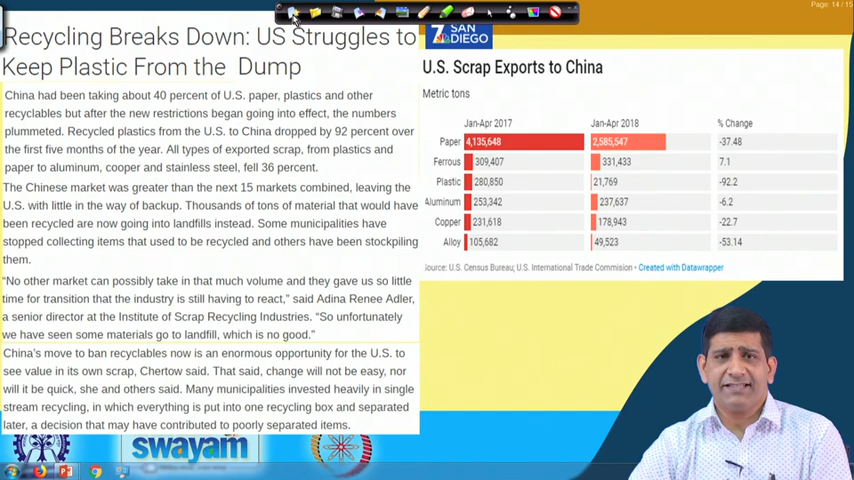 Page: 14 / 15
Recycling Breaks Down: US Struggles to
Keep Plastic From the Dump
China had been taking about 40 percent of U.S. paper, plastics and other
recyclables but after the new restrictions began going into effect, the numbers
plummeted. Recycled plastics from the U.S. to China dropped by 92 percent over
the first five months of the year. All types of exported scrap, from plastics and
paper to aluminum, cooper and stainless steel, fell 36 percent.
The Chinese market was greater than the next 15 markets combined, leaving the
U.S. with little in the way of backup. Thousands of tons of material that would have
been recycled are now going into landfills instead. Some municipalities have
stopped collecting items that used to be recycled and others have been stockpiling
them.
“No other market can possibly take in that much volume and they gave us so little
time for transition that the industry is still having to react,” said Adina Renee Adler,
a senior director at the Institute of Scrap Recycling Industries. “So unfortunately
we have seen some materials go to landfill, which is no good.”
China’s move to ban recyclables now is an enormous opportunity for the U.S. to
see value in its own scrap, Chertow said. That said, change will not be easy, nor
will it be quick, she and others said. Many municipalities invested heavily in single
stream recycling, in which everything is put into one recycling box and separated
later, a decision that may have contributed to poorly separated items.
7 SAN
DIEGO
U.S. Scrap Exports to China
Metric tons
Jan-Apr 2017 Jan-Apr 2018 % Change
Paper 4,135,648 2,585,547 -37.48
Ferrous 309,407 331,433 7.1
Plastic 280,850 21,769 -92.2
Aluminum 253,342 237,637 -6.2
Copper 231,618 178,943 -22.7
Alloy 105,682 49,523 -53.14
Source: U.S. Census Bureau; U.S. International Trade Commision • Created with Datawrapper
swayam